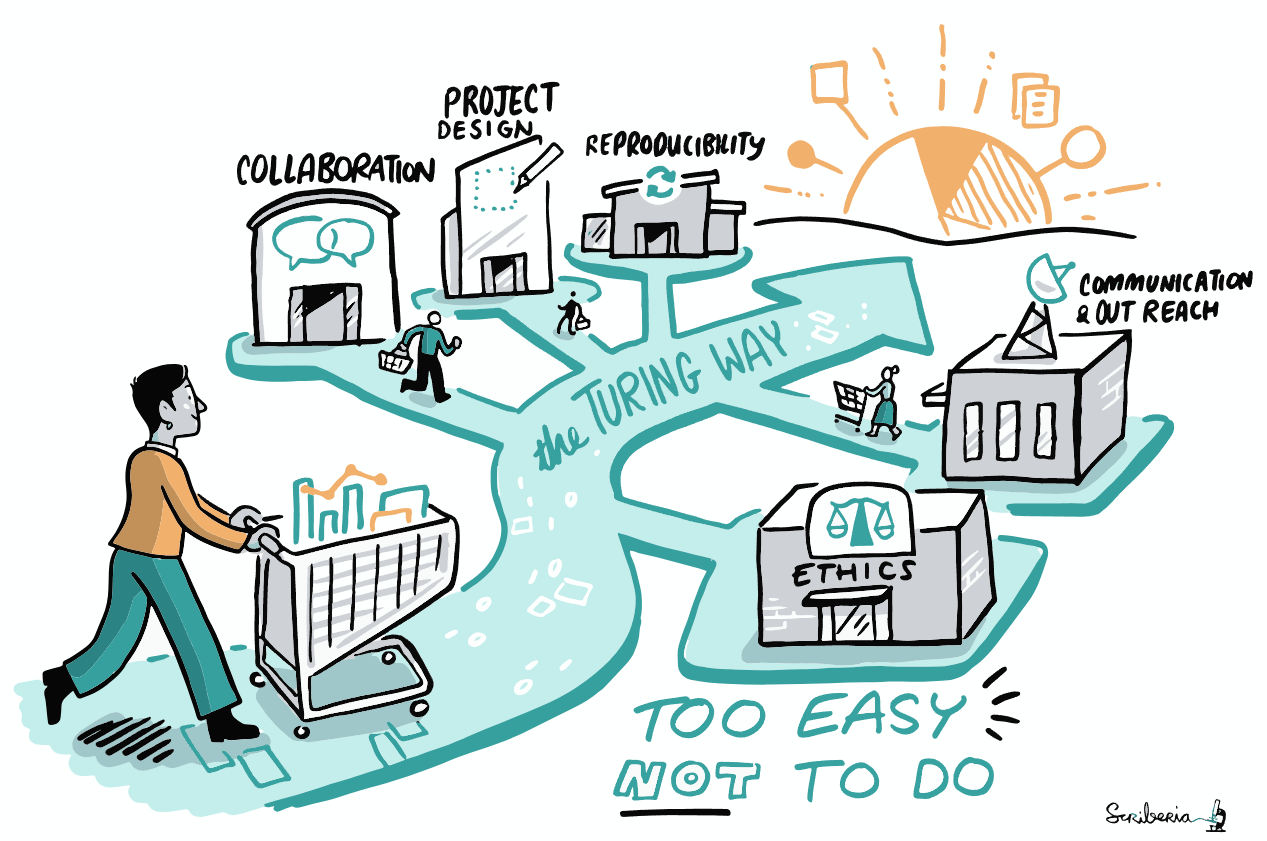 PROJECT
DESIGN
REPRODUCIBILITY
COLLABORATION
COMMUNICATION
& OUT REACH
the TURING WAY
ETHICS
TOO EASY
NOT TO DO
Scriberia